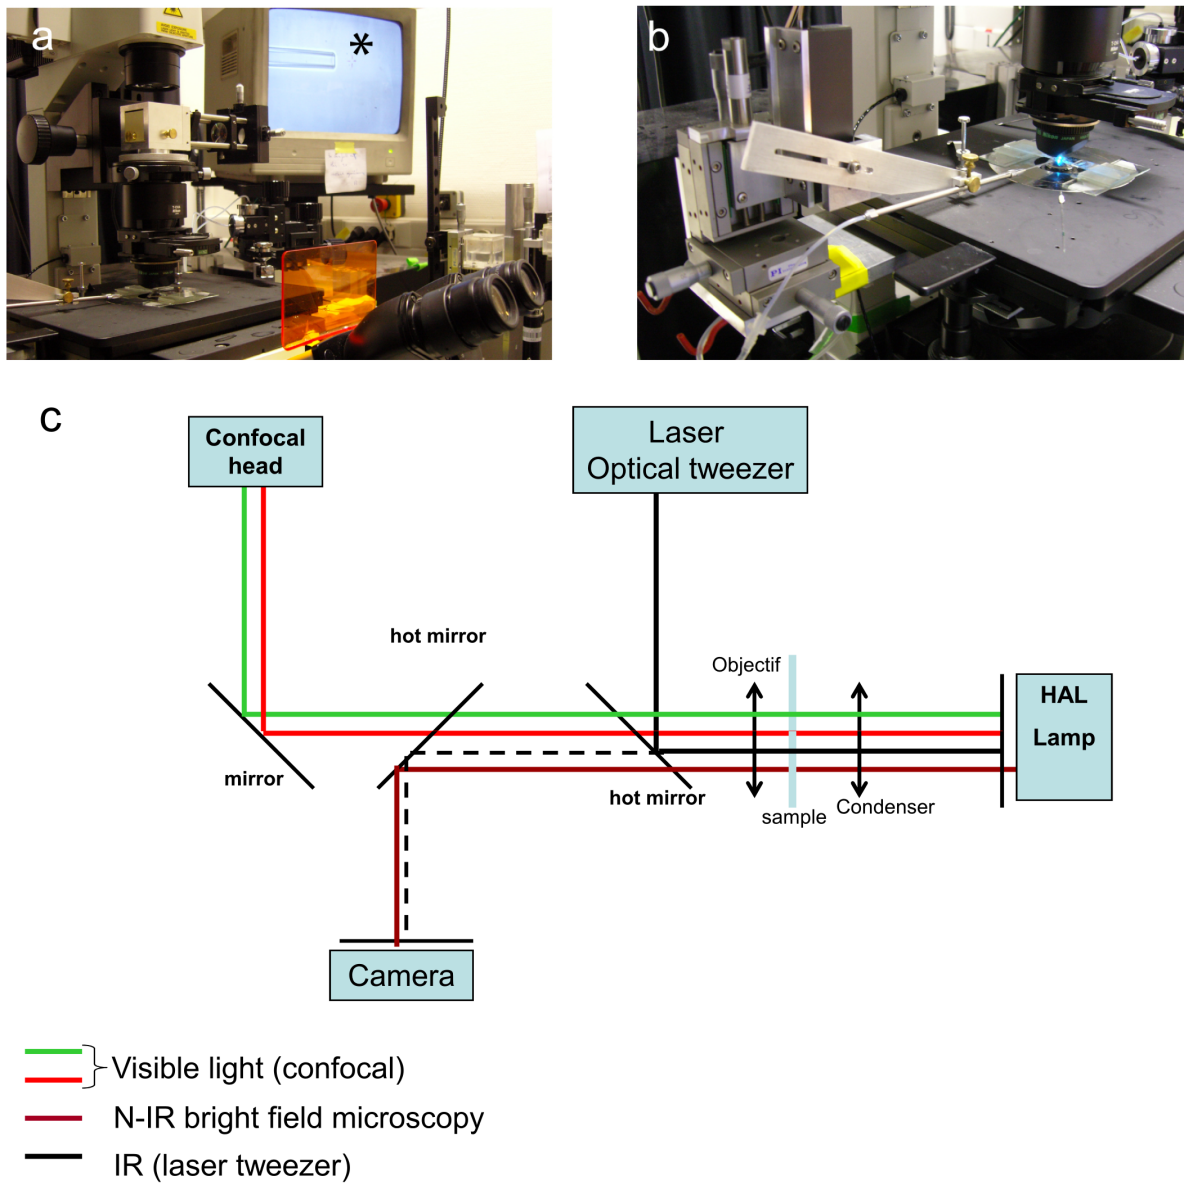 a
*
b
PI
c
Confocal
head
Laser
Optical tweezer
hot mirror
Objectif
HAL
Lamp
mirror
hot mirror
sample
Condenser
Camera
Visible light (confocal)
N-IR bright field microscopy
IR (laser tweezer)